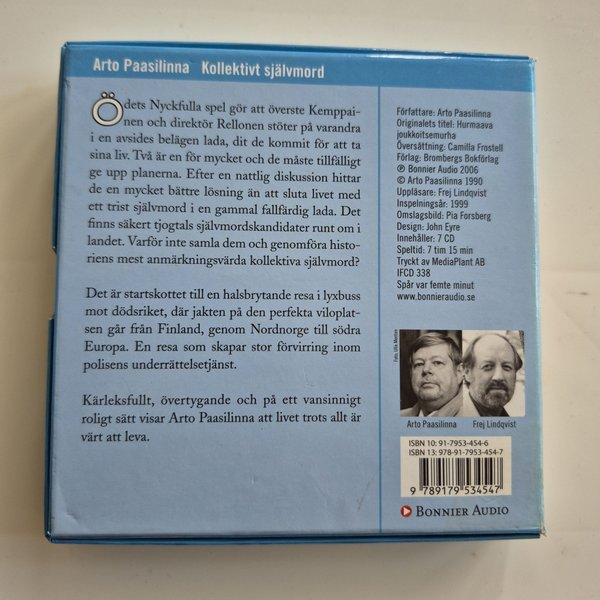 Arto Paasilinna Kollektivt självmord
Ödets Nyckfulla spel gör att överste Kemppai-
nen och direktör Rellonen stöter på varandra
i en avsides belägen lada, dit de kommit för att ta
sina liv. Två är en för mycket och de måste tillfälligt
ge upp planerna. Efter en nattlig diskussion hittar
de en mycket bättre lösning än att sluta livet med
ett trist självmord i en gammal fallfärdig lada. Det
finns säkert tjogtals självmordskandidater runt om i
landet. Varför inte samla dem och genomföra histo-
riens mest anmärkningsvärda kollektiva självmord?
Det är startskottet till en halsbrytande resa i lyxbuss
mot dödsriket, där jakten på den perfekta viloplat-
sen går från Finland, genom Nordnorge till södra
Europa. En resa som skapar stor förvirring inom
polisens underrättelsetjänst.
Kärleksfullt, övertygande och på ett vansinnigt
roligt sätt visar Arto Paasilinna att livet trots allt är
värt att leva.
Författare: Arto Paasilinna
Originalets titel: Hurmaava
joukkoitsemurha
Översättning: Camilla Frostell
Förlag: Brombergs Bokförlag
℗ Bonnier Audio 2006
© Arto Paasilinna 1990
Uppläsare: Frej Lindqvist
Inspelningsår: 1999
Omslagsbild: Pia Forsberg
Design: John Eyre
Innehåller: 7 CD
Speltid: 7 tim 15 min
Tryckt av MediaPlant AB
IFCD 338
Spår var femte minut
www.bonnieraudio.se
Arto Paasilinna Frej Lindqvist
ISBN 10: 91-7953-454-6
ISBN 13: 978-91-7953-454-7
9 789179 534547
BONNIER AUDIO